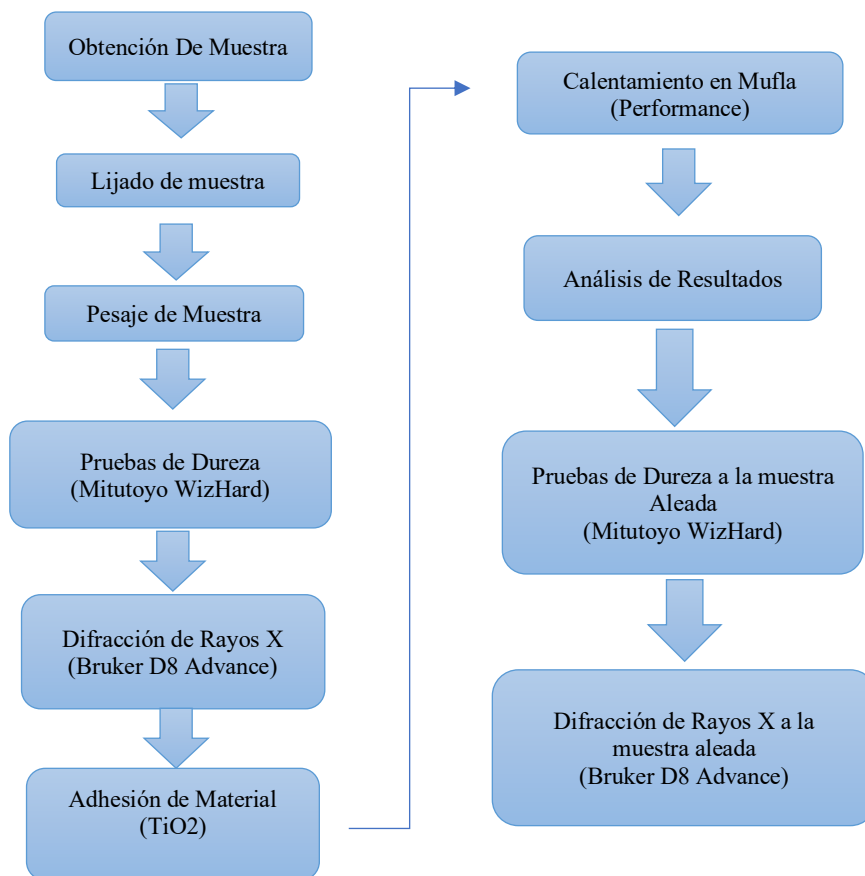 Obtención De Muestra
Lijado de muestra
Pesaje de Muestra
Pruebas de Dureza
(Mitutoyo WizHard)
Difracción de Rayos X
(Bruker D8 Advance)
Adhesión de Material
(TiO2)
Calentamiento en Mufla
(Performance)
Análisis de Resultados
Pruebas de Dureza a la muestra
Aleada
(Mitutoyo WizHard)
Difracción de Rayos X a la
muestra aleada
(Bruker D8 Advance)